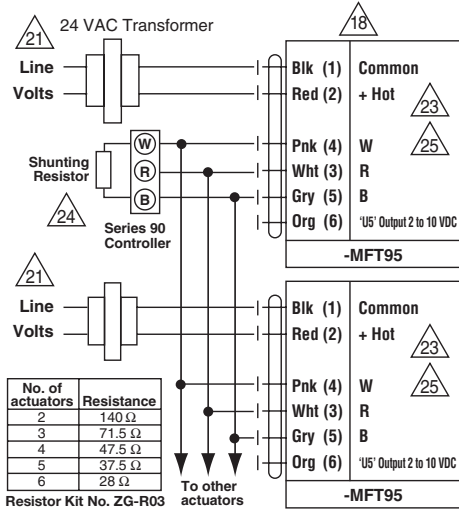 21 24 VAC Transformer
18
Line
Volts
Blk (1) Common
Red (2) + Hot
23
Pnk (4) W
25
Wht (3) R
Gry (5) B
Org (6) 'U5' Output 2 to 10 VDC
-MFT95
W
R
B
Shunting
Resistor
24
Series 90
Controller
21
Line
Volts
Blk (1) Common
Red (2) + Hot
23
Pnk (4) W
25
Wht (3) R
Gry (5) B
Org (6) 'U5' Output 2 to 10 VDC
-MFT95
No. of
actuators Resistance
2 140 Ω
3 71.5 Ω
4 47.5 Ω
5 37.5 Ω
6 28 Ω
Resistor Kit No. ZG-R03
To other
actuators